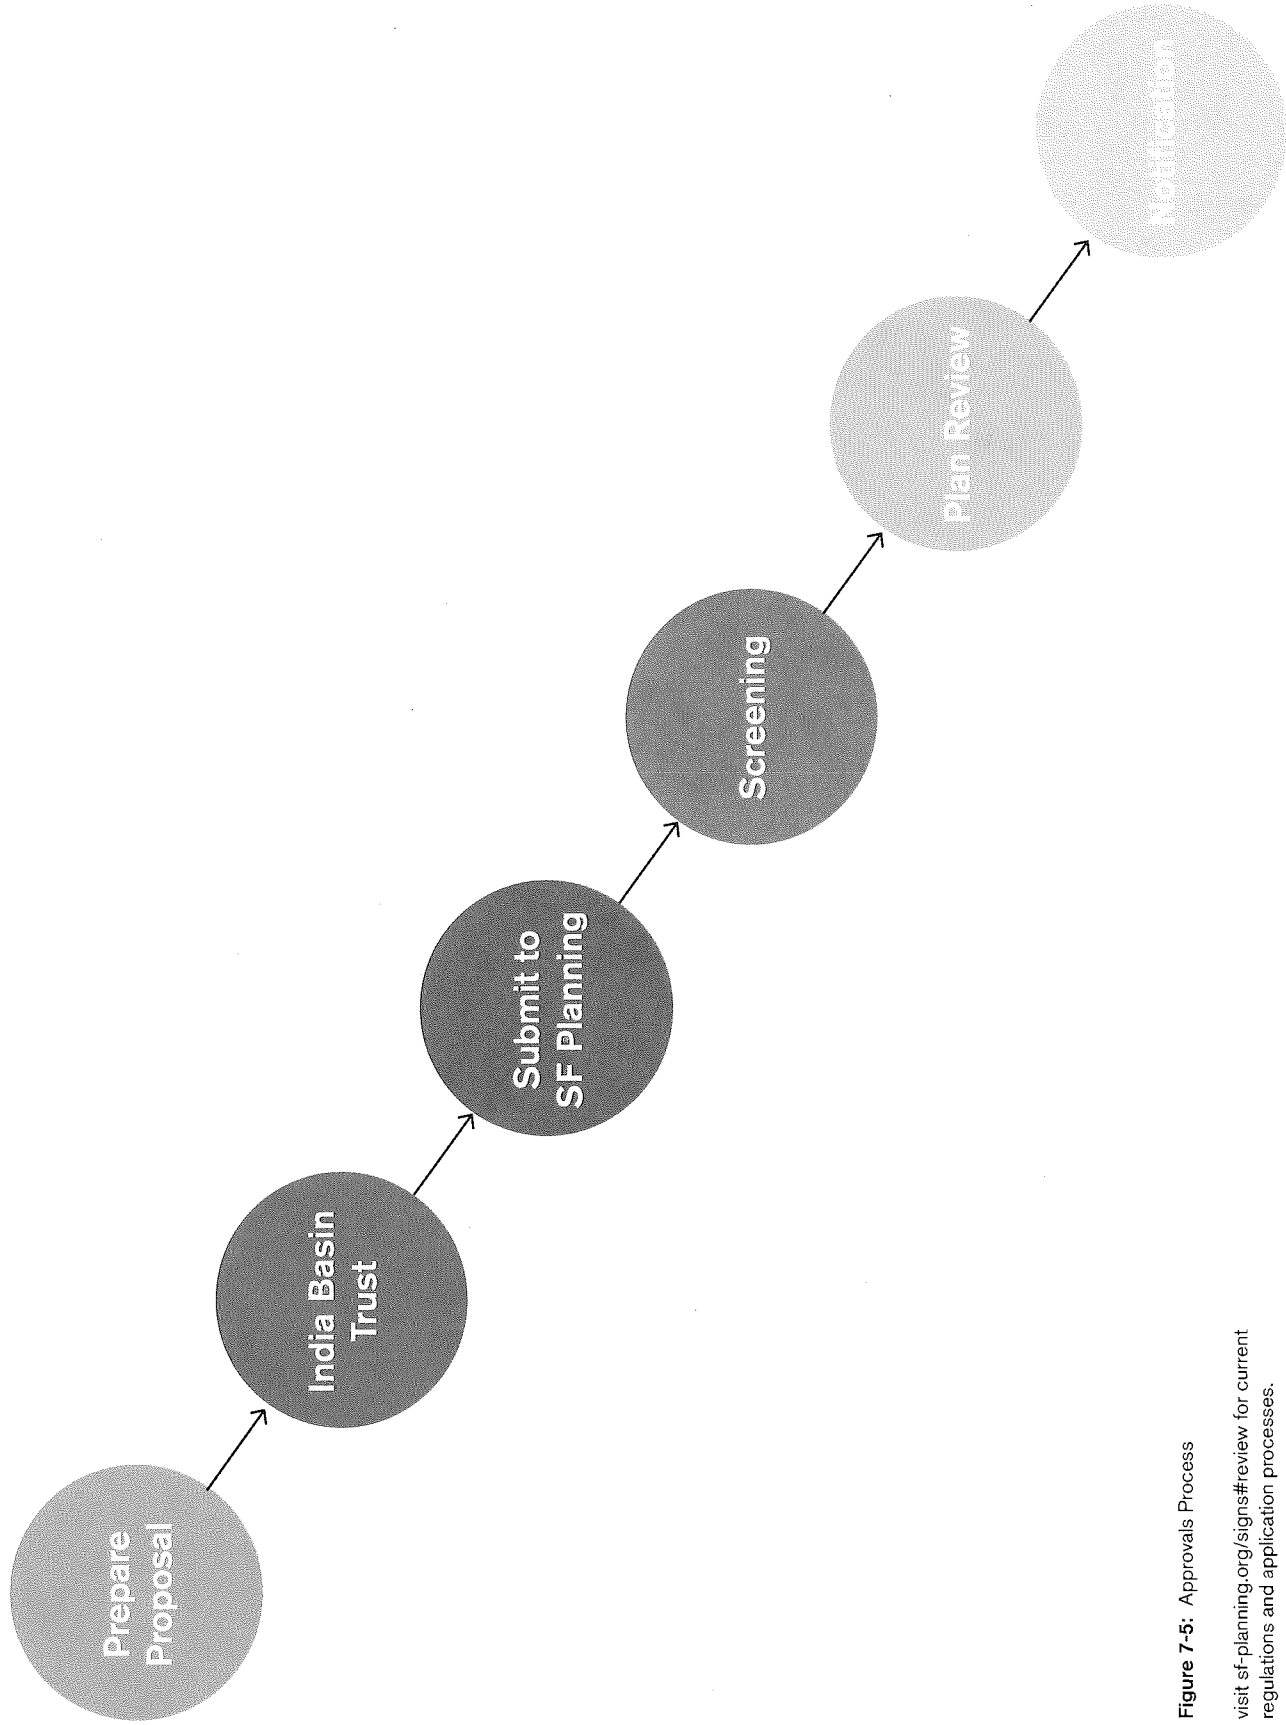 Prepare
Proposal
India Basin
Trust
Submit to
SF Planning
Screening
Plan Review
Notification
Figure 7-5: Approvals Process
visit sf-planning.org/signs#review for current
regulations and application processes.